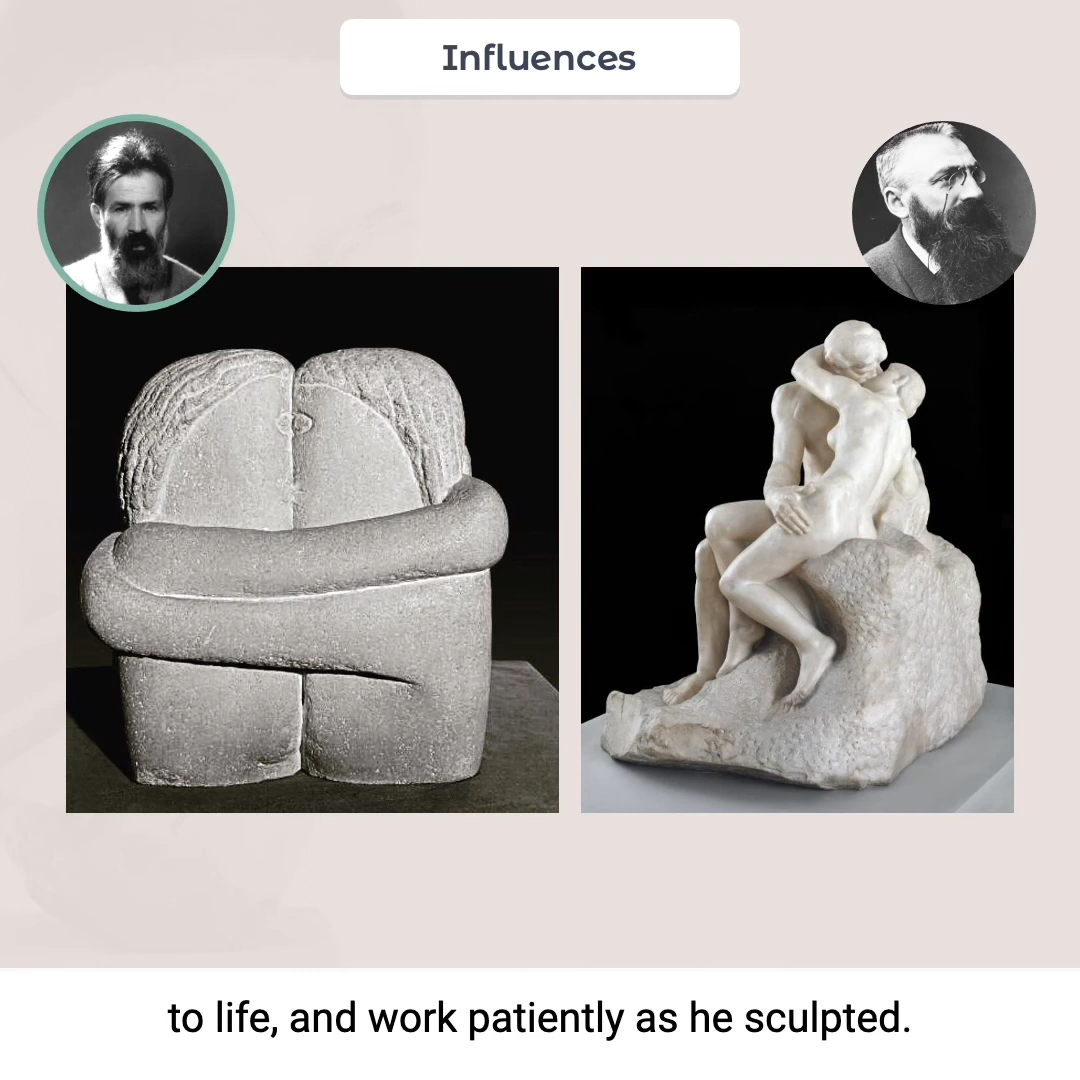 Influences
to life, and work patiently as he sculpted.